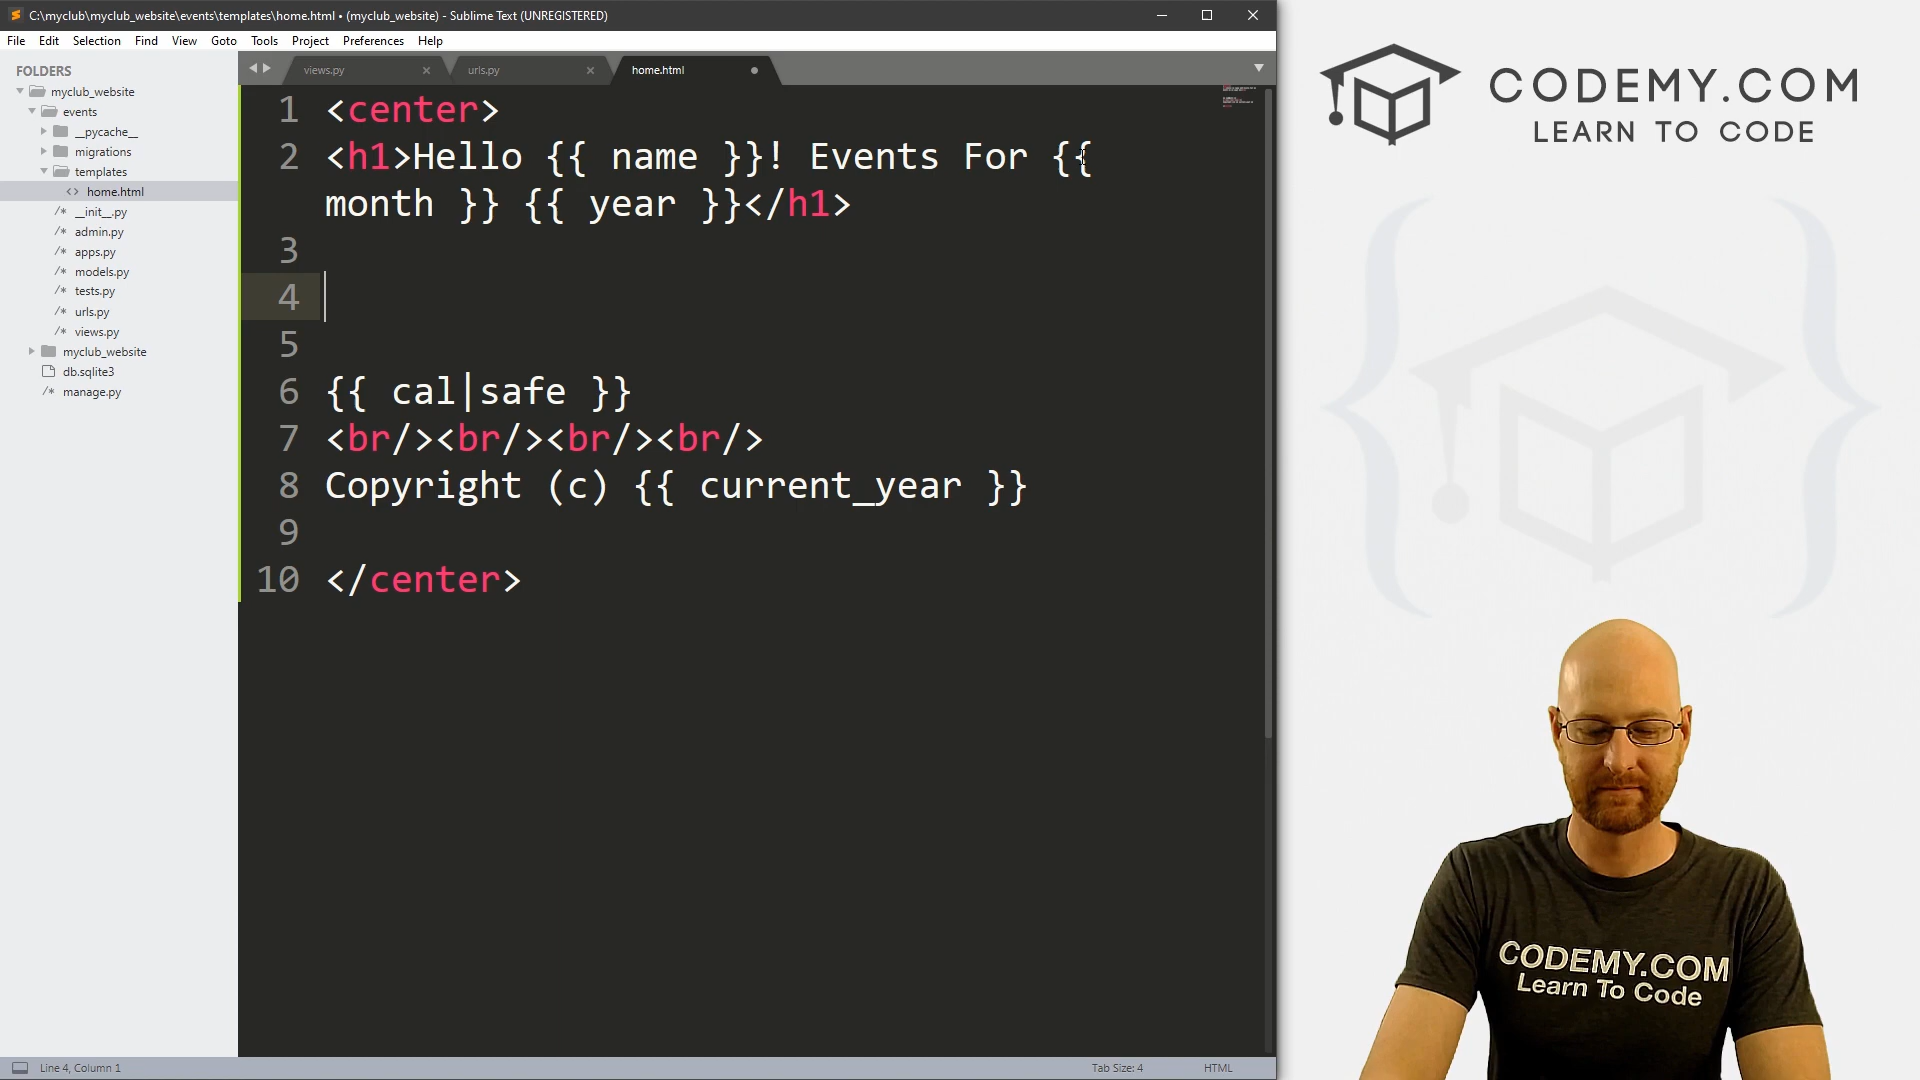 C:\myclub\myclub_website\events\templates\home.html • (myclub_website) - Sublime Text (UNREGISTERED)
File Edit Selection Find View Goto Tools Project Preferences Help
FOLDERS
myclub_website
events
__pycache__
migrations
templates
home.html
__init__.py
admin.py
apps.py
models.py
tests.py
urls.py
views.py
myclub_website
db.sqlite3
manage.py
views.py urls.py home.html
1 <center>
2 <h1>Hello {{ name }}! Events For {{
month }} {{ year }}</h1>
3
4
5
6 {{ cal|safe }}
7 <br/><br/><br/><br/>
8 Copyright (c) {{ current_year }}
9
10 </center>
Line 4, Column 1
Tab Size: 4
HTML
CODEMY.COM
LEARN TO CODE
CODEMY.COM
Learn To Code